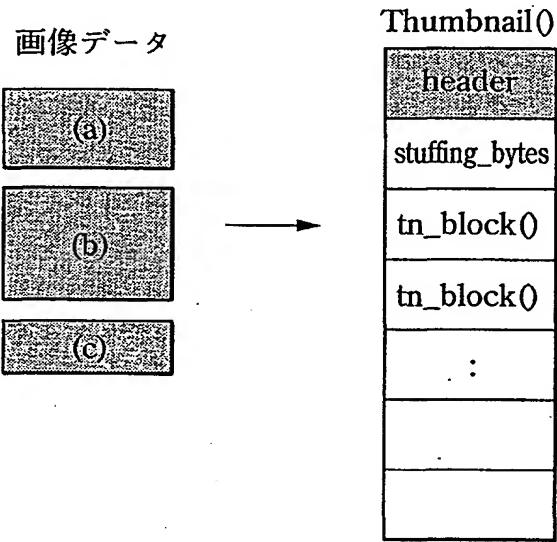 画像データ
(a)
(b)
(c)
Thumbnail()
header
stuffing_bytes
tn_block()
tn_block()
: